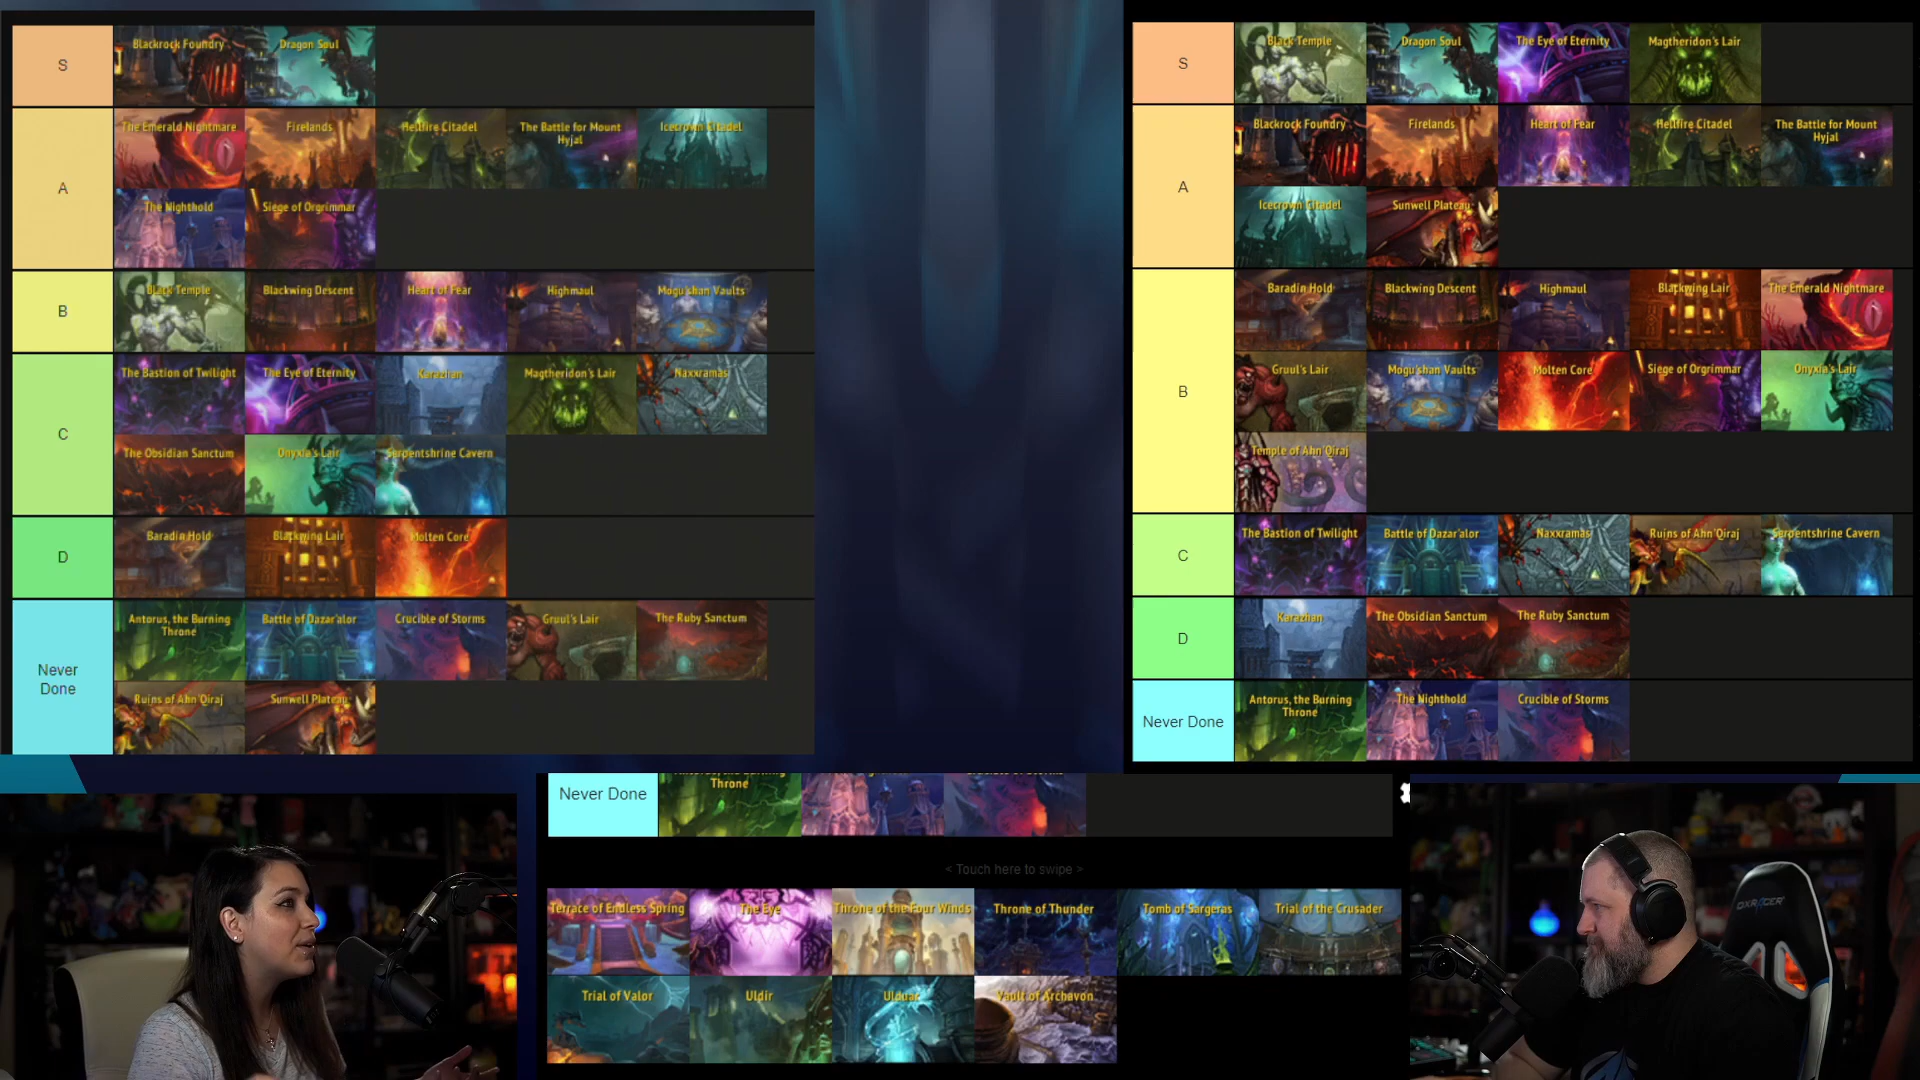 S
Blackrock Foundry
Dragon Soul
A
The Emerald Nightmare
Firelands
Hellfire Citadel
The Battle for Mount
Hyjal
Icecrown Citadel
The Nighthold
Siege of Orgrimmar
B
Black Temple
Blackwing Descent
Heart of Fear
Highmaul
Mogu'shan Vaults
C
The Bastion of Twilight
The Eye of Eternity
Karazhan
Magtheridon's Lair
Naxxramas
The Obsidian Sanctum
Onyxia's Lair
Serpentshrine Cavern
D
Baradin Hold
Blackwing Lair
Molten Core
Never
Done
Antorus, the Burning
Throne
Battle of Dazar'alor
Crucible of Storms
Gruul's Lair
The Ruby Sanctum
Ruins of Ahn'Qiraj
Sunwell Plateau
S
Black Temple
Dragon Soul
The Eye of Eternity
Magtheridon's Lair
A
Blackrock Foundry
Firelands
Heart of Fear
Hellfire Citadel
The Battle for Mount
Hyjal
Icecrown Citadel
Sunwell Plateau
B
Baradin Hold
Blackwing Descent
Highmaul
Blackwing Lair
The Emerald Nightmare
Gruul's Lair
Mogu'shan Vaults
Molten Core
Siege of Orgrimmar
Onyxia's Lair
Temple of Ahn'Qiraj
C
The Bastion of Twilight
Battle of Dazar'alor
Naxxramas
Ruins of Ahn'Qiraj
Serpentshrine Cavern
D
Karazhan
The Obsidian Sanctum
The Ruby Sanctum
Never Done
Antorus, the Burning
Throne
The Nighthold
Crucible of Storms
Never Done
Antorus, the Burning
Throne
Crucible of Storms
< Touch here to swipe >
Terrace of Endless Spring
The Eye
Throne of the Four Winds
Throne of Thunder
Tomb of Sargeras
Trial of the Crusader
Trial of Valor
Uldir
Ulduar
Vault of Archavon
DXRACER